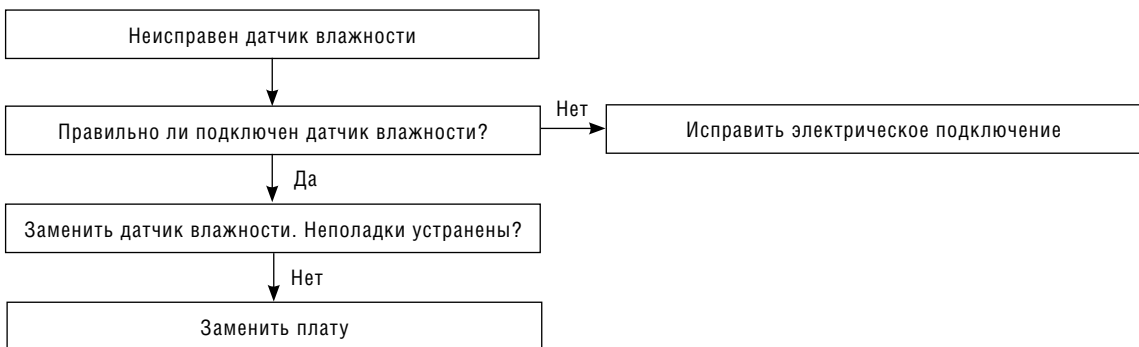 Неисправен датчик влажности
Правильно ли подключен датчик влажности?
Нет
Исправить электрическое подключение
Да
Заменить датчик влажности. Неполадки устранены?
Нет
Заменить плату